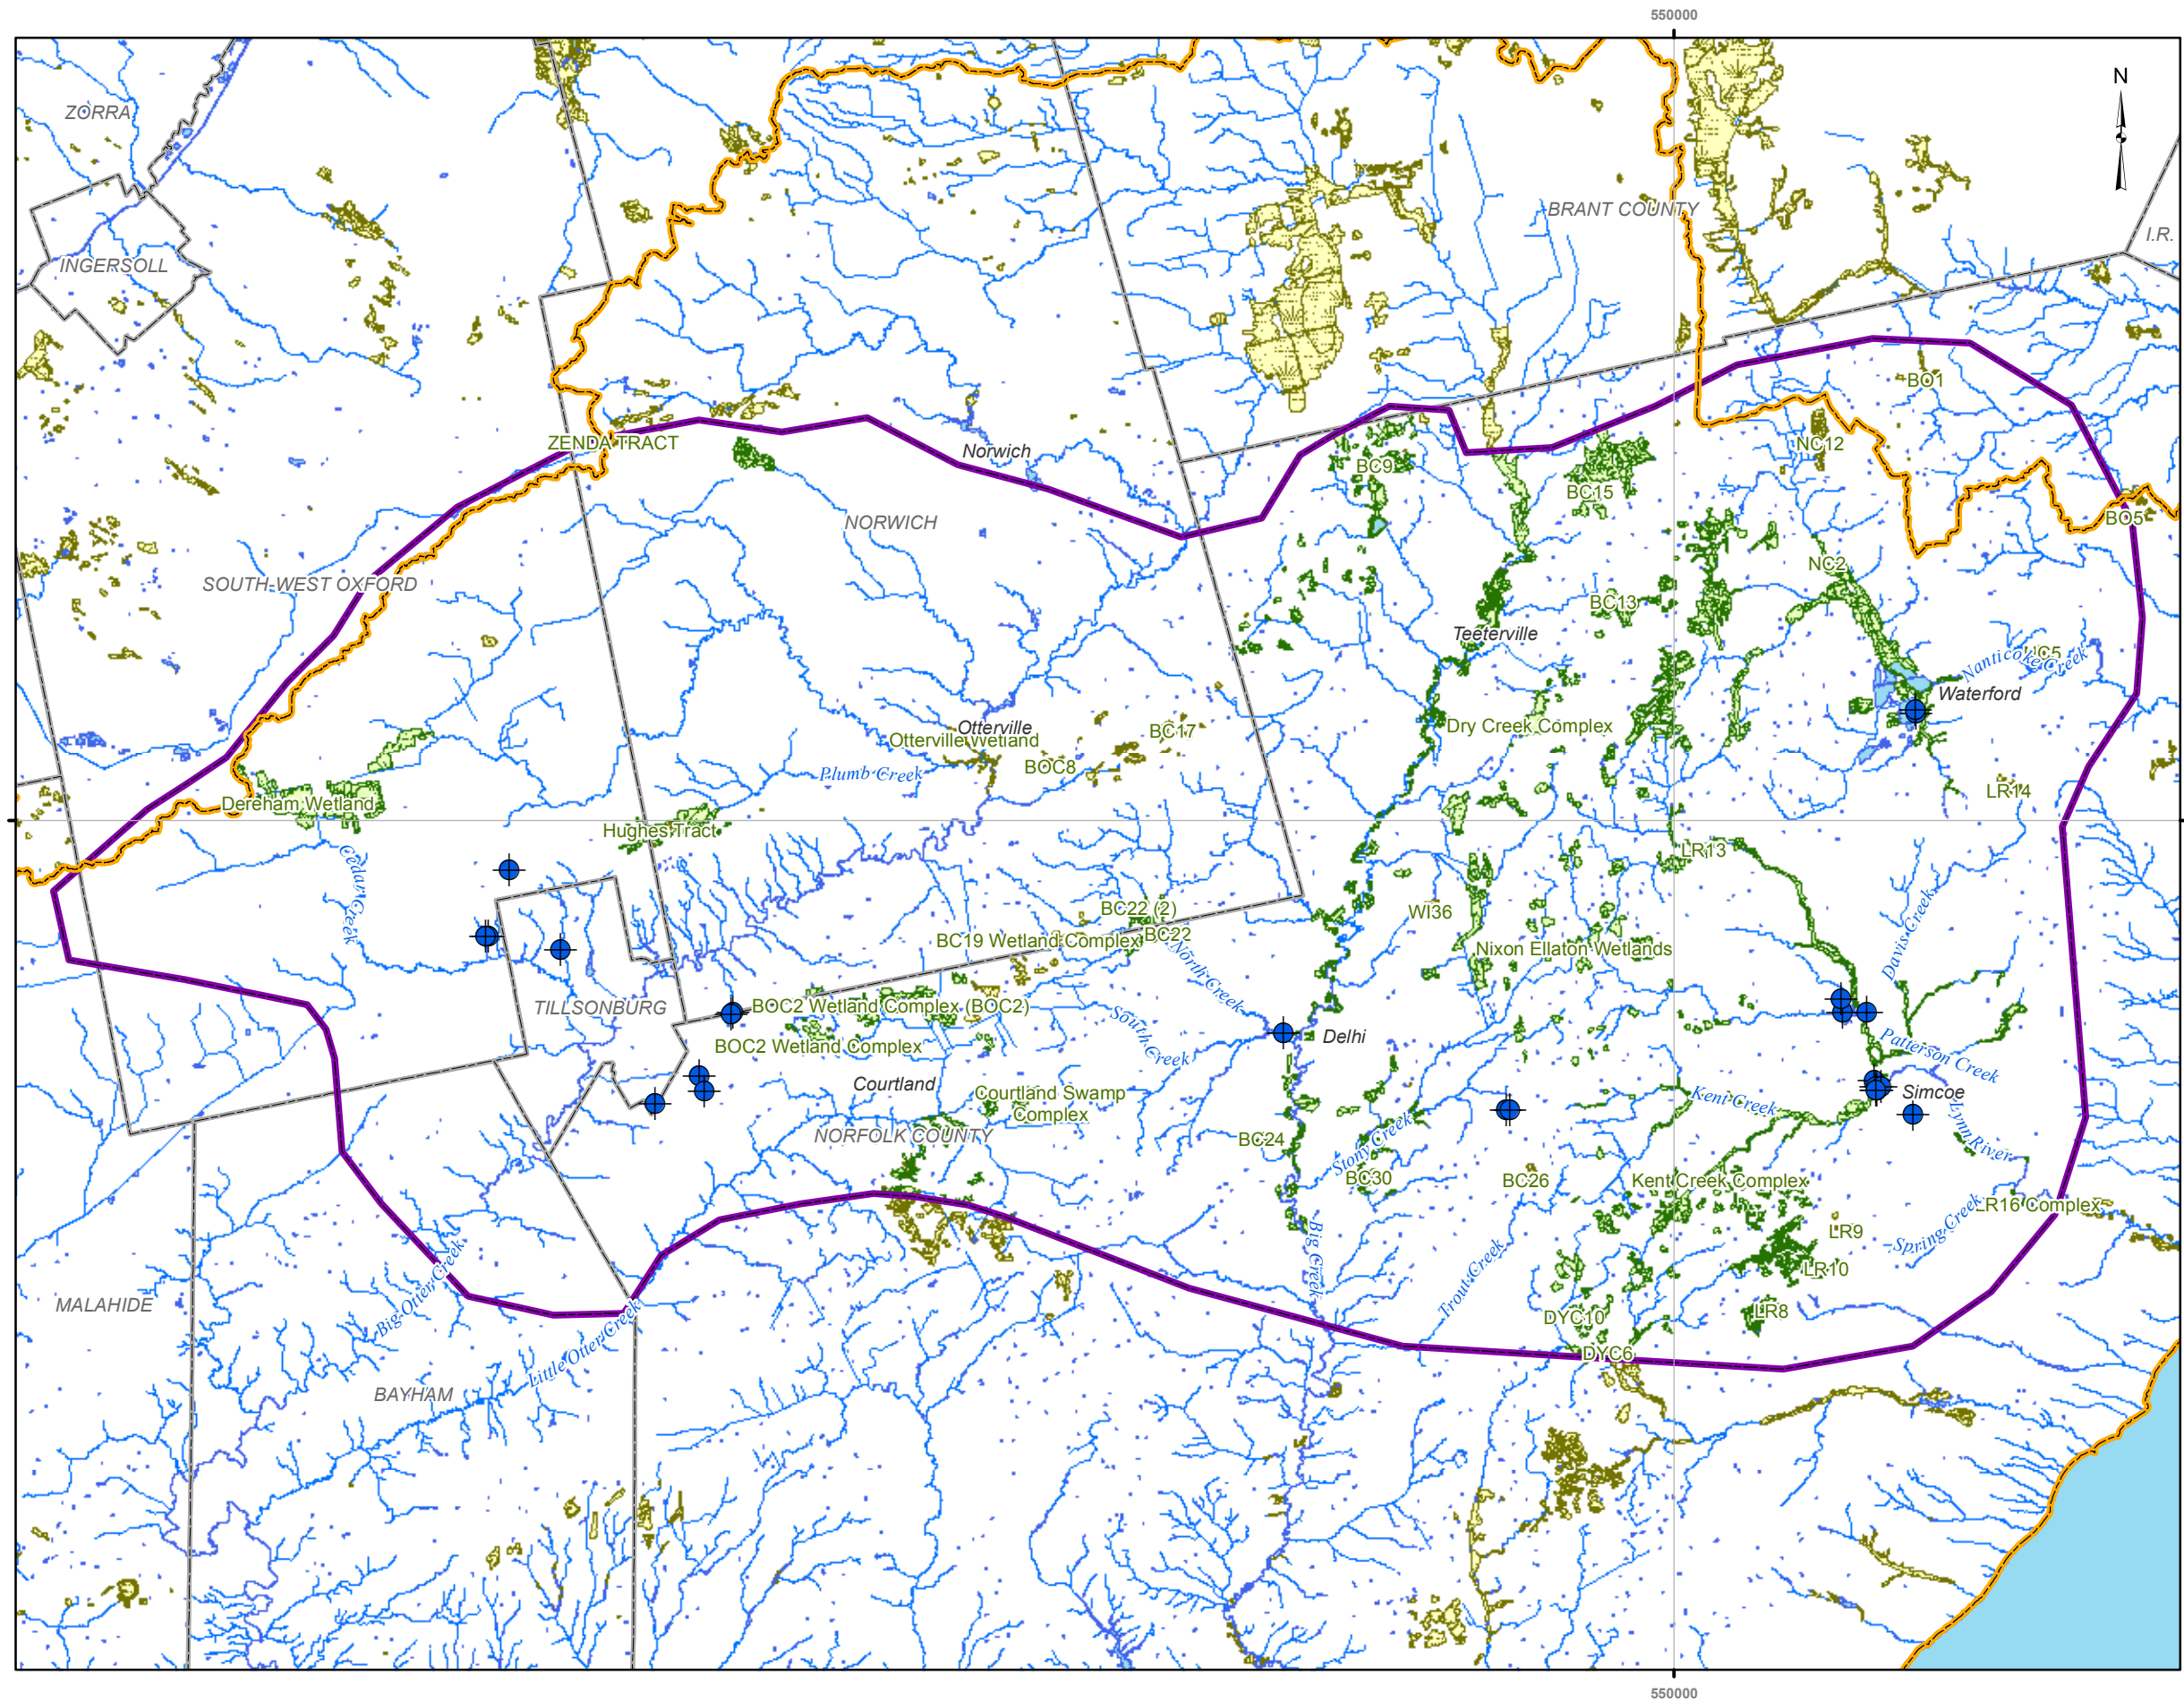 550000
N
ZORRA
BRANT COUNTY
I.R.
INGERSOLL
BO1
ZENDA TRACT
NC12
Norwich
BC9
BC15
NORWICH
BO5
NC2
SOUTH-WEST OXFORD
BC13
Teeterville
Nanticoke Creek
Waterford
Otterville
Dry Creek Complex
BC17
Otterville Wetland
BOC8
Plumb Creek
LR14
Dereham Wetland
Hughes Tract
LR13
Cedar Creek
BC22 (2)
WI36
BC22
BC19 Wetland Complex
Davis Creek
Nixon Ellaton Wetlands
North Creek
TILLSONBURG
BOC2 Wetland Complex (BOC2)
South Creek
Delhi
BOC2 Wetland Complex
Patterson Creek
Courtland
Courtland Swamp
Complex
Kent Creek
Simcoe
NORFOLK COUNTY
BC24
Stony Creek
Lynn River
BC30
BC26
Kent Creek Complex
LR16 Complex
LR9
Spring Creek
Big Creek
LR10
Trout Creek
Big Otter Creek
MALAHIDE
LR8
DYC10
Little Otter Creek
DYC6
BAYHAM
550000